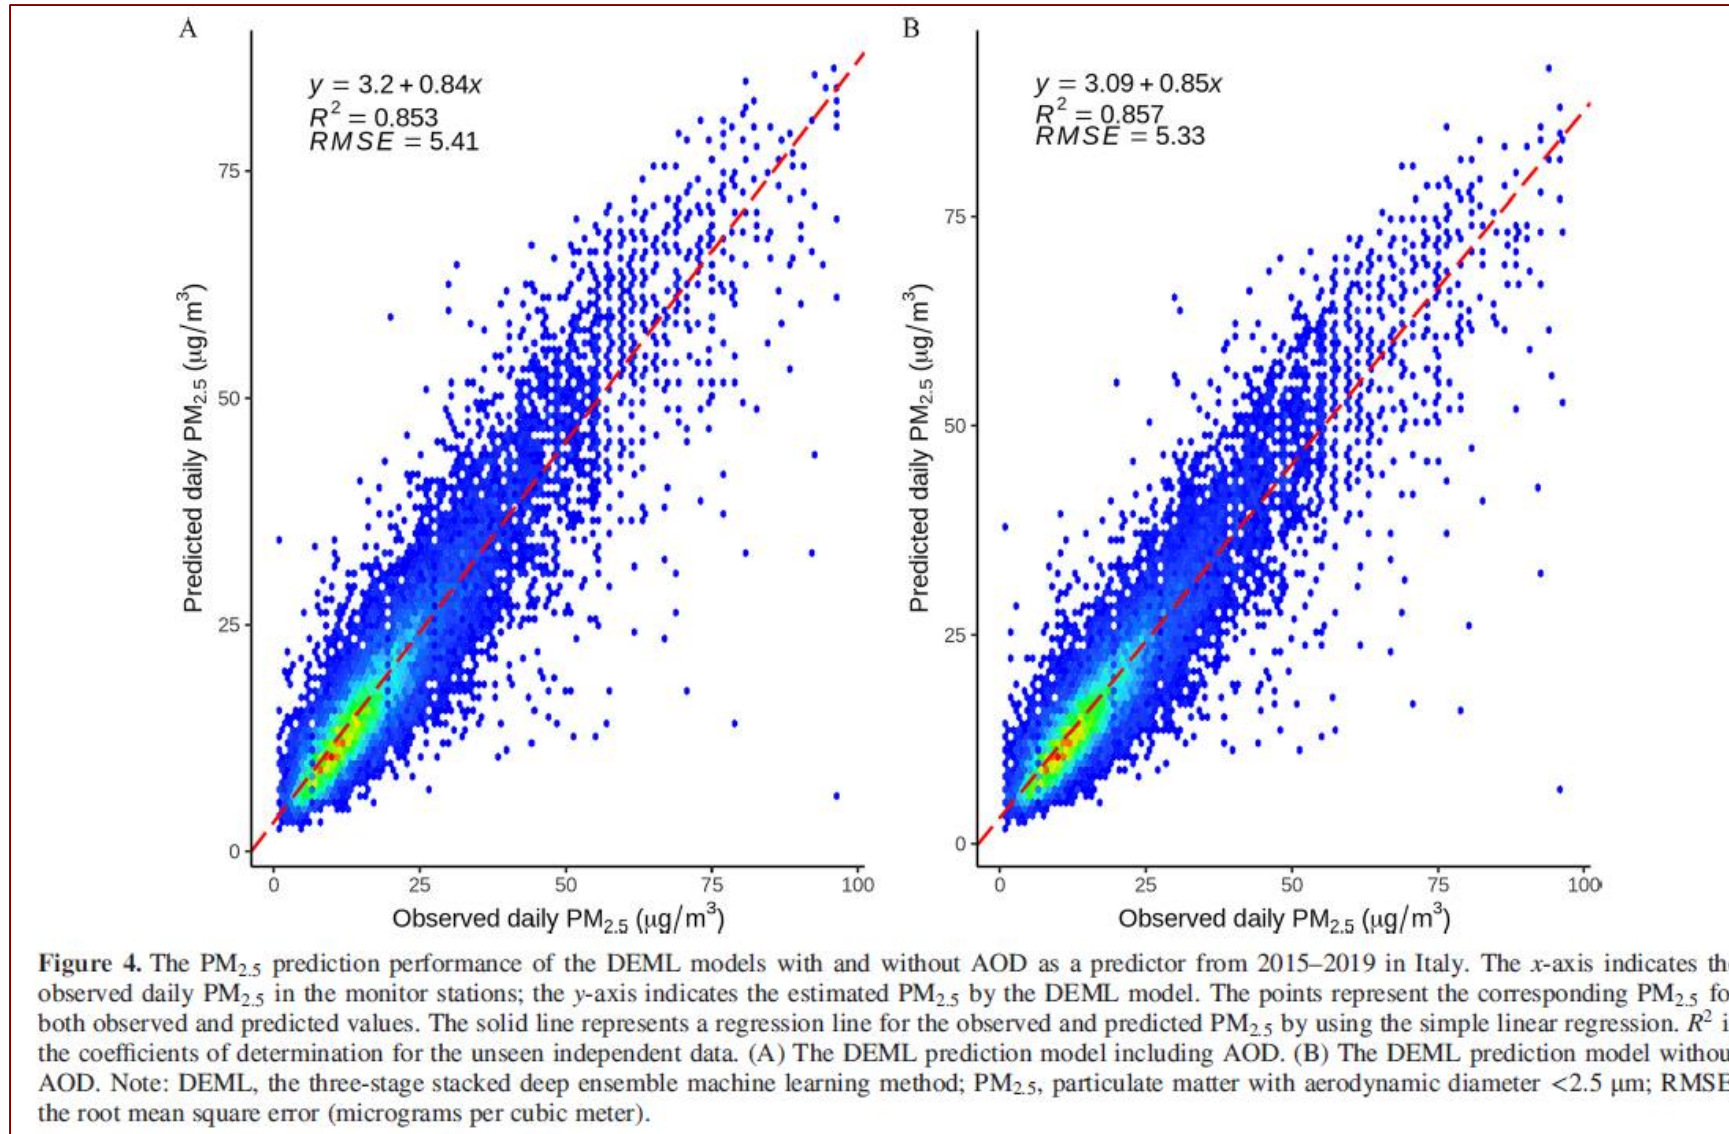 A
y = 3.2 + 0.84x
R² = 0.853
RMSE = 5.41
75
50
25
0
0 25 50 75 100
Predicted daily PM2.5 (μg/m³)
Observed daily PM2.5 (μg/m³)
B
y = 3.09 + 0.85x
R² = 0.857
RMSE = 5.33
75
50
25
0
0 25 50 75 100
Predicted daily PM2.5 (μg/m³)
Observed daily PM2.5 (μg/m³)
Figure 4. The PM2.5 prediction performance of the DEML models with and without AOD as a predictor from 2015–2019 in Italy. The x-axis indicates
observed daily PM2.5 in the monitor stations; the y-axis indicates the estimated PM2.5 by the DEML model. The points represent the corresponding PM2.5
both observed and predicted values. The solid line represents a regression line for the observed and predicted PM2.5 by using the simple linear regression. R²
the coefficients of determination for the unseen independent data. (A) The DEML prediction model including AOD. (B) The DEML prediction model
AOD. Note: DEML, the three-stage stacked deep ensemble machine learning method; PM2.5, particulate matter with aerodynamic diameter <2.5 μm; RMSE
the root mean square error (micrograms per cubic meter).